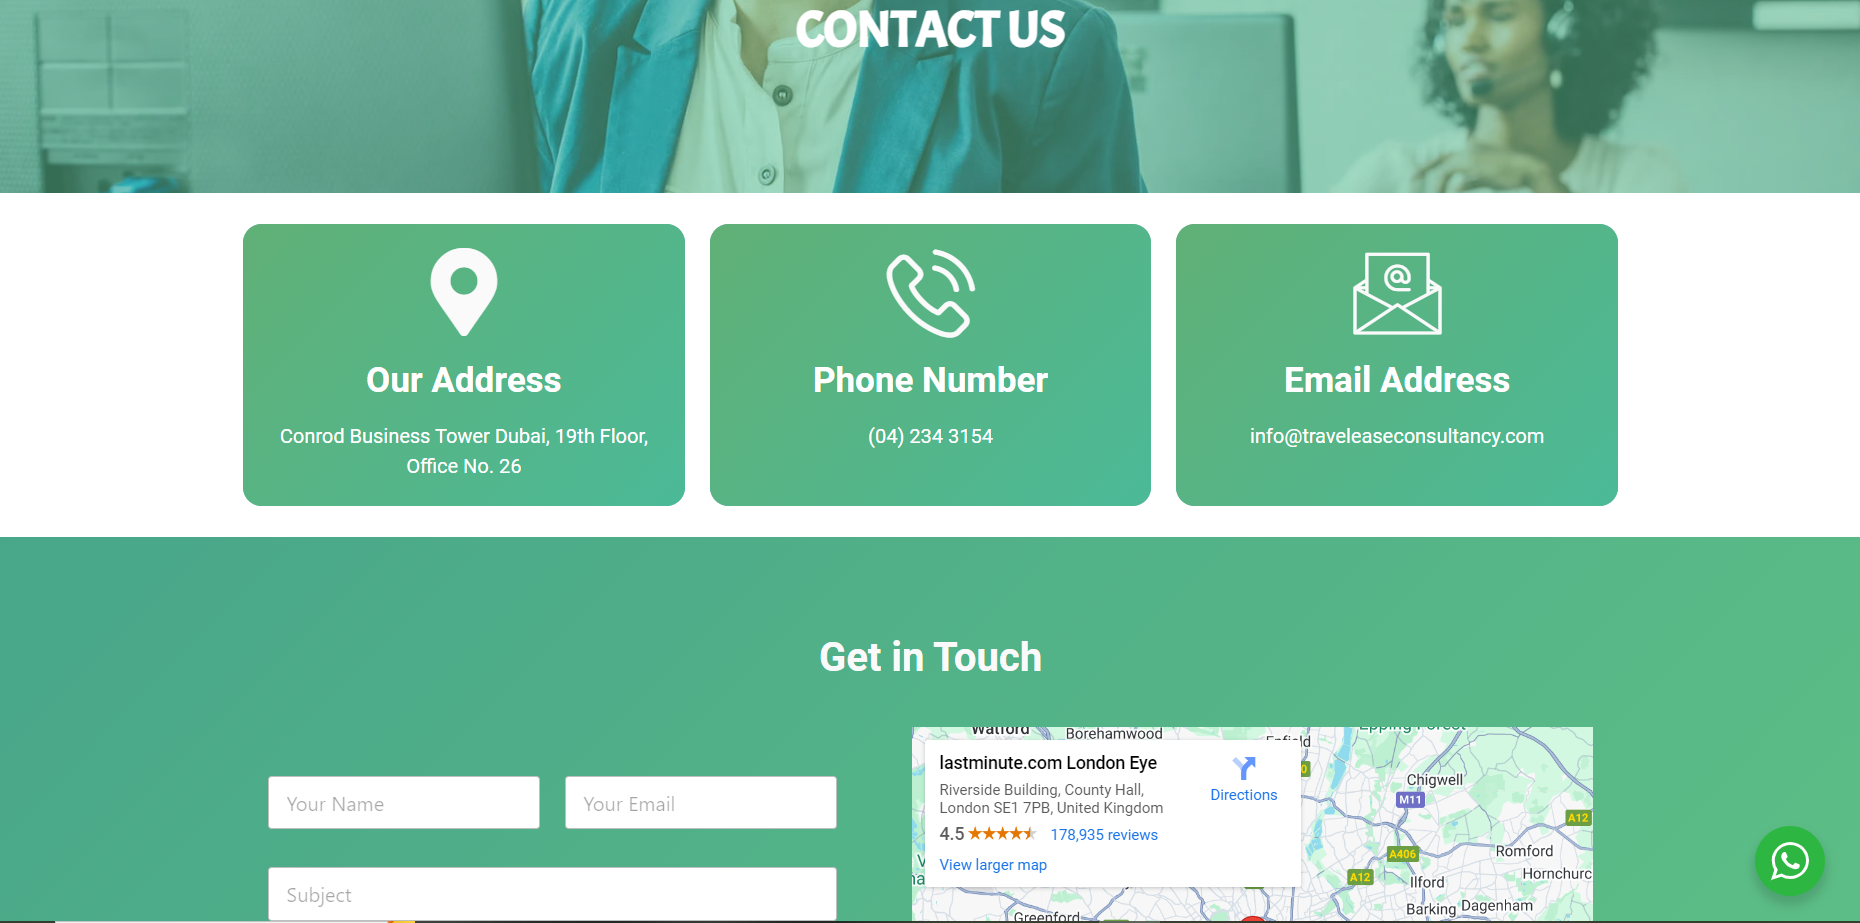 CONTACT US
Our Address
Conrod Business Tower Dubai, 19th Floor,
Office No. 26
Phone Number
(04) 234 3154
Email Address
info@traveleaseconsultancy.com
Get in Touch
Your Name
Your Email
Subject
Watford
Borehamwood
Enfield
Epping Forest
lastminute.com London Eye
Riverside Building, County Hall,
London SE1 7PB, United Kingdom
4.5
178,935 reviews
View larger map
Directions
Chigwell
M11
A12
A406
Romford
Hornchurc
A12
Ilford
Barking
Dagenham
Greenford